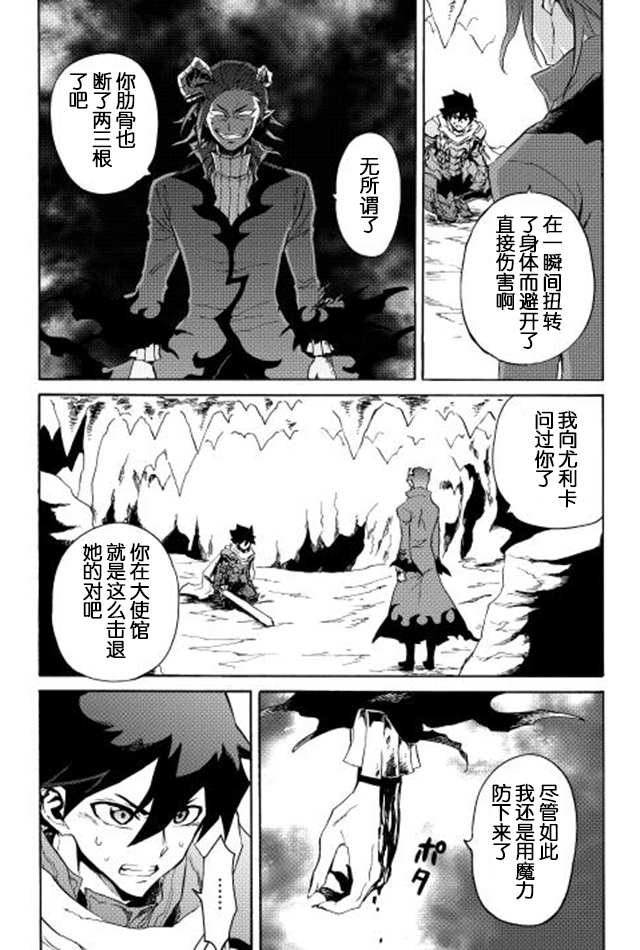 在一瞬间扭转
了身体而避开了
直接伤害啊
无所谓了
你肋骨也
断了两三根
了吧
我向尤利卡
问过你了
你在大使馆
就是这么击退
她的对吧
尽管如此
我还是用魔力
防下来了
ポタ
……